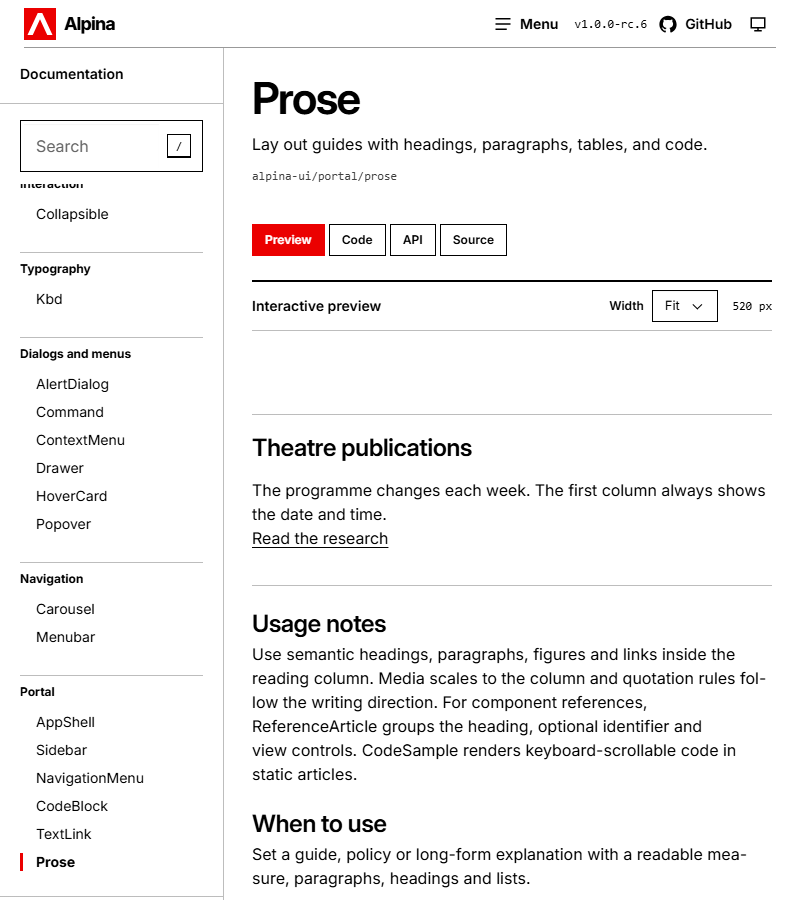 Alpina
Menu
v1.0.0-rc.6
GitHub
Documentation
Search
/
Interaction
Collapsible
Typography
Kbd
Dialogs and menus
AlertDialog
Command
ContextMenu
Drawer
HoverCard
Popover
Navigation
Carousel
Menubar
Portal
AppShell
Sidebar
NavigationMenu
CodeBlock
TextLink
Prose
Prose
Lay out guides with headings, paragraphs, tables, and code.
alpina-ui/portal/prose
Preview
Code
API
Source
Interactive preview
Width
Fit
520 px
Theatre publications
The programme changes each week. The first column always shows
the date and time.
Read the research
Usage notes
Use semantic headings, paragraphs, figures and links inside the
reading column. Media scales to the column and quotation rules fol-
low the writing direction. For component references,
ReferenceArticle groups the heading, optional identifier and
view controls. CodeSample renders keyboard-scrollable code in
static articles.
When to use
Set a guide, policy or long-form explanation with a readable mea-
sure, paragraphs, headings and lists.